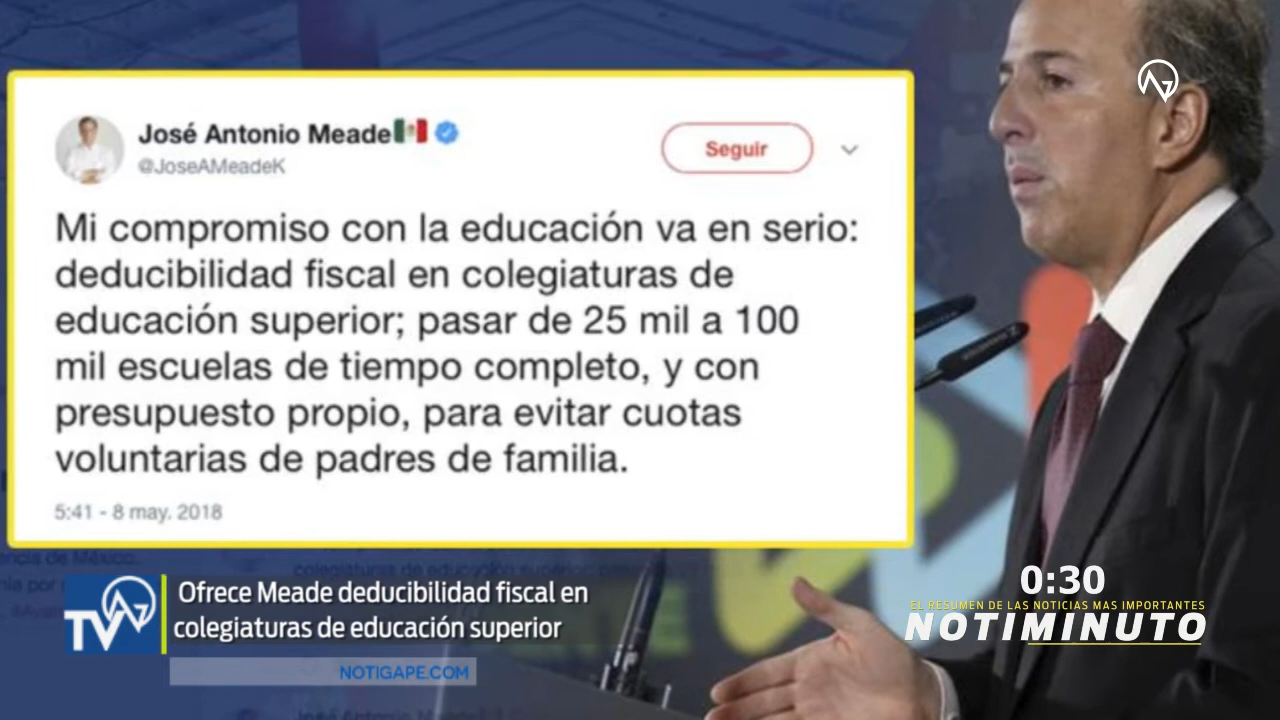 José Antonio Meade
@JoseAMeadeK
Seguir
Mi compromiso con la educación va en serio:
deducibilidad fiscal en colegiaturas de
educación superior; pasar de 25 mil a 100
mil escuelas de tiempo completo, y con
presupuesto propio, para evitar cuotas
voluntarias de padres de familia.
5:41 - 8 may. 2018
TV
Ofrece Meade deducibilidad fiscal en
colegiaturas de educación superior
NOTIGAPE.COM
0:30
EL RESUMEN DE LAS NOTICIAS MAS IMPORTANTES
NOTIMINUTO